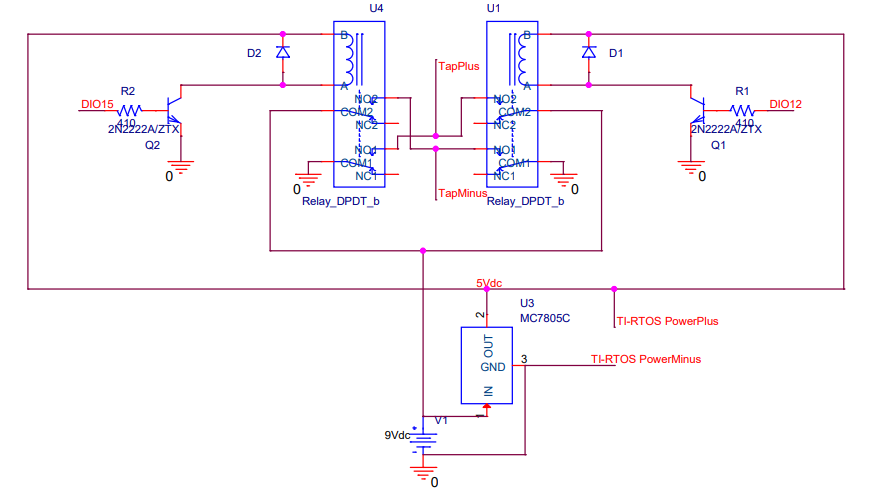 U4 U1
B B
D2 D1
TapPlus
A A
R2 R1
DIO15 DIO12
NO2 NO2
410 410
COM2 COM2
2N2222A/ZTX 2N2222A/ZTX
NC2 NC2
Q2 Q1
NO1 NO1
COM1 COM1
0 0
NC1 NC1
0 0
TapMinus
Relay_DPDT_b Relay_DPDT_b
5Vdc
U3
2
MC7805C
TI-RTOS PowerPlus
OUT
3
TI-RTOS PowerMinus
GND
IN
1
V1
+
9Vdc
-
0